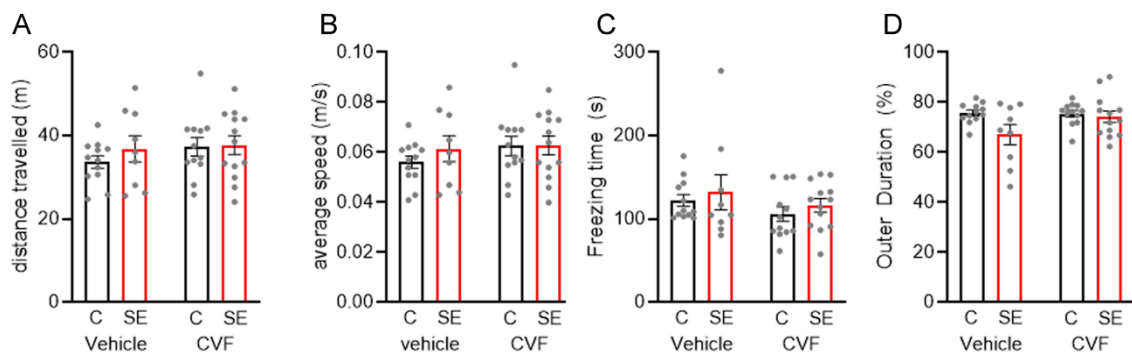 A
distance travelled (m)
60
40
20
0
C SE C SE
Vehicle CVF
B
average speed (m/s)
0.10
0.08
0.06
0.04
0.02
0.00
C SE C SE
vehicle CVF
C
Freezing time (s)
300
200
100
0
C SE C SE
Vehicle CVF
D
Outer Duration (%)
100
80
60
40
20
0
C SE C SE
Vehicle CVF